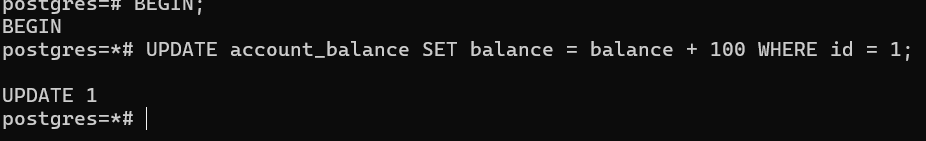 postgres=# BEGIN;
BEGIN
postgres=*# UPDATE account_balance SET balance = balance + 100 WHERE id = 1;
UPDATE 1
postgres=*#